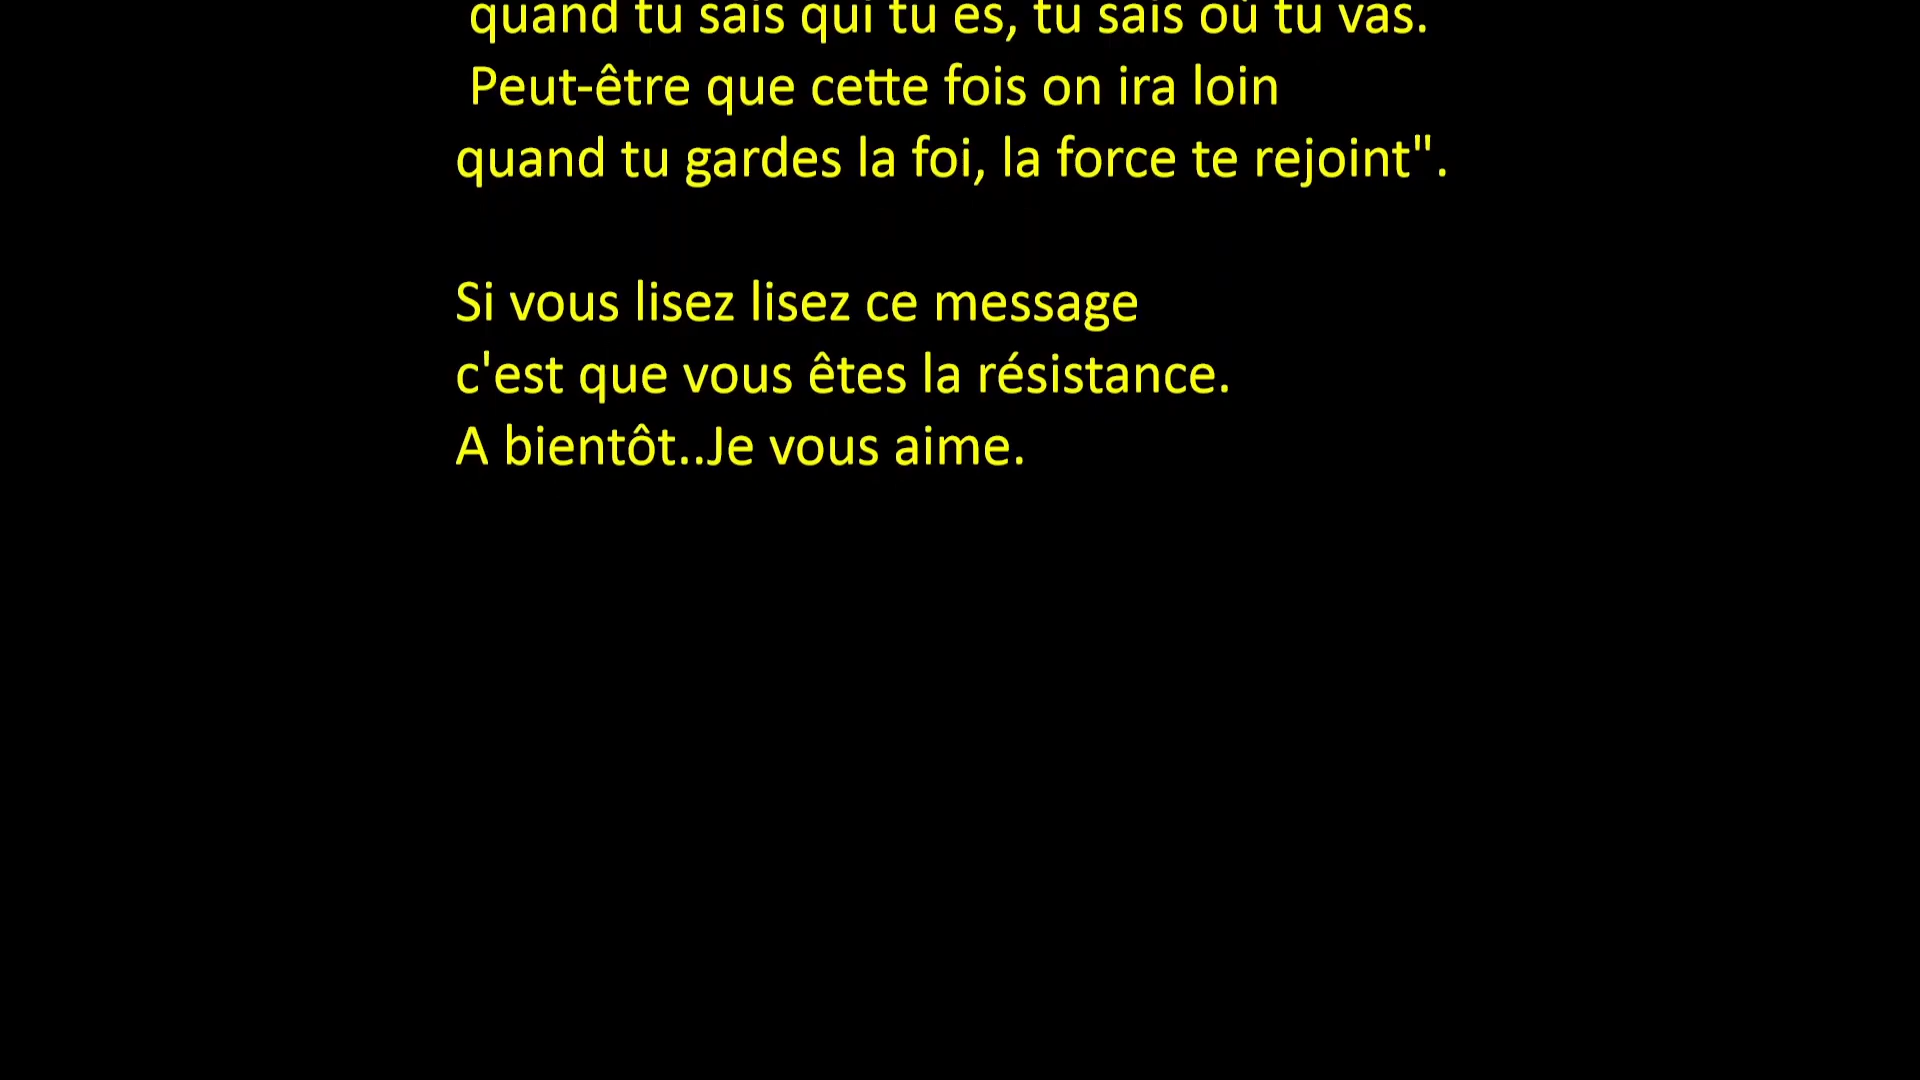 quand tu sais qui tu es, tu sais où tu vas.
Peut-être que cette fois on ira loin
quand tu gardes la foi, la force te rejoint".
Si vous lisez lisez ce message
c'est que vous êtes la résistance.
A bientôt..Je vous aime.